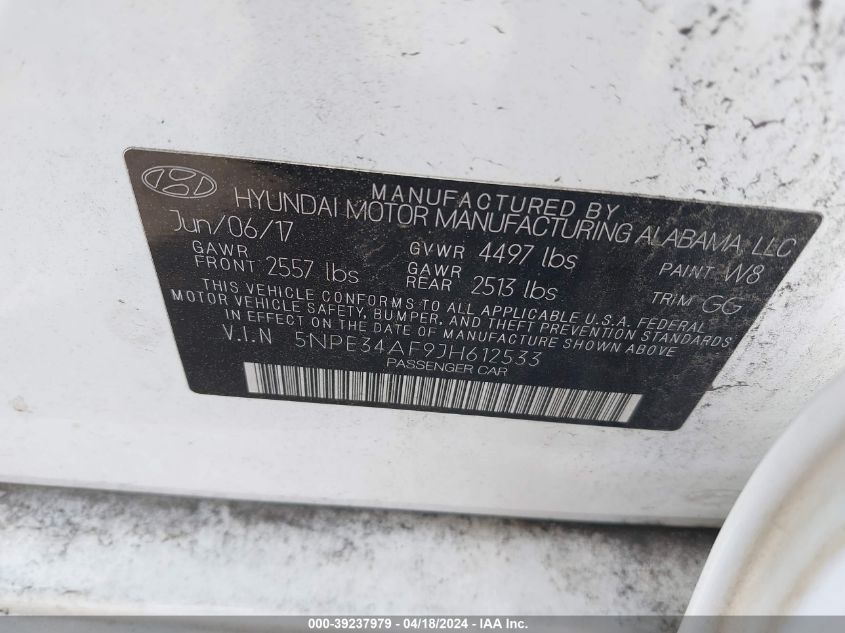 MANUFACTURED BY
HYUNDAI MOTOR MANUFACTURING ALABAMA, LLC
Jun/06/17
GAWR FRONT 2557 lbs
GVWR 4497 lbs
GAWR REAR 2513 lbs
PAINT W8
TRIM GG
THIS VEHICLE CONFORMS TO ALL APPLICABLE U.S.A. FEDERAL
MOTOR VEHICLE SAFETY, BUMPER, AND THEFT PREVENTION STANDARDS
IN EFFECT ON THE DATE OF MANUFACTURE SHOWN ABOVE
V.I.N 5NPE34AF9JH612533
PASSENGER CAR
000-39237979 - 04/18/2024 - IAA Inc.